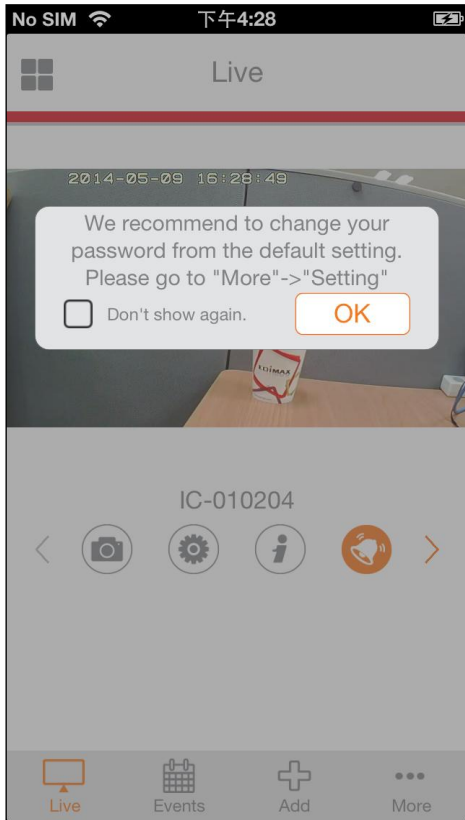 No SIM 下午4:28
Live
2014-05-09 16:28:49
We recommend to change your
password from the default setting.
Please go to "More"->"Setting"
Don't show again. OK
EDIMAX
IC-010204
Live Events Add More